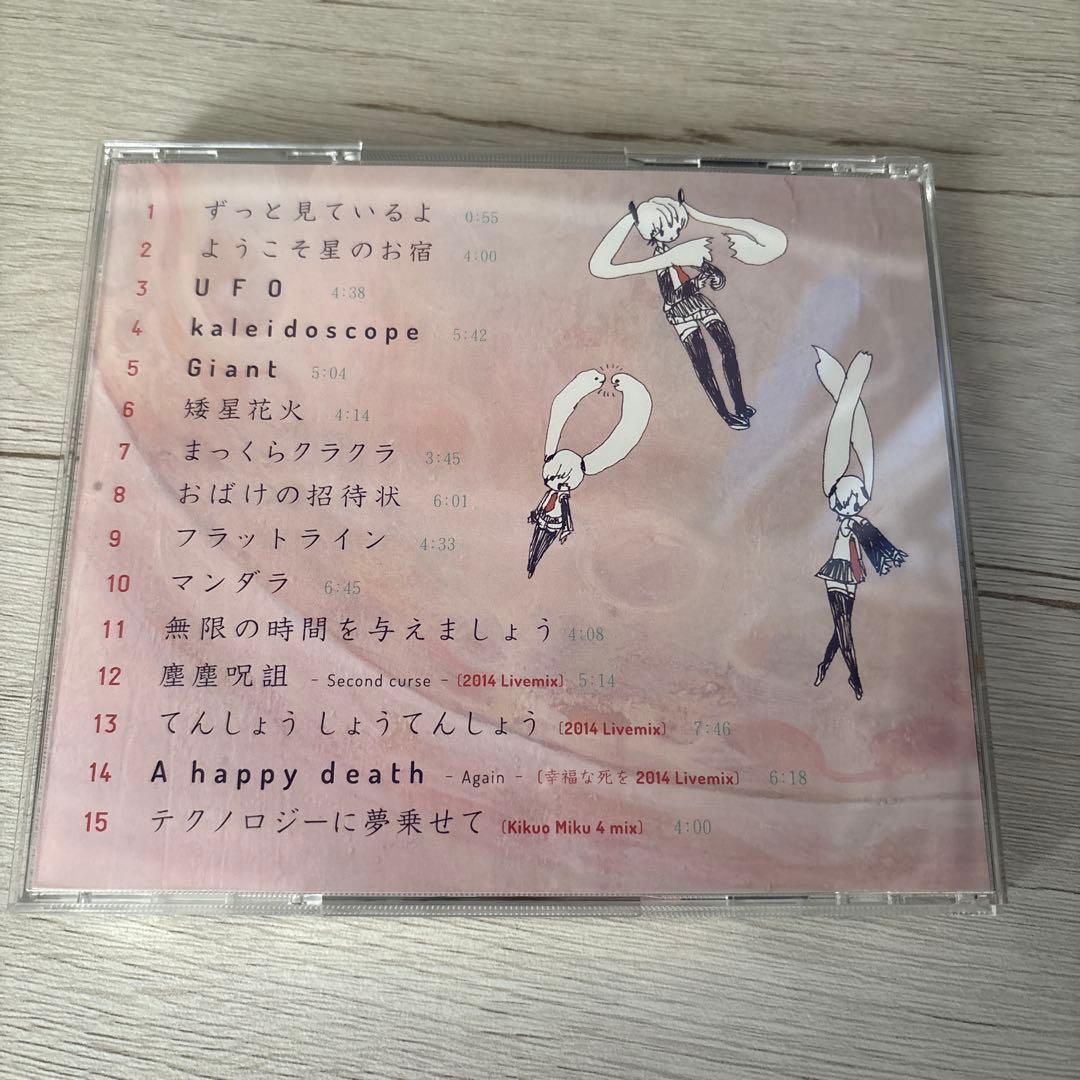 1 ずっと見ているよ 0:55
2 ようこそ星のお宿 4:00
3 UFO 4:38
4 kaleidoscope 5:42
5 Giant 5:04
6 矮星花火 4:14
7 まっくらクラクラ 3:45
8 おばけの招待状 6:01
9 フラットライン 4:33
10 マンダラ 6:45
11 無限の時間を与えましょう 4:08
12 塵塵呪詛 - Second curse - (2014 Livemix) 5:14
13 てんしょう しょうてんしょう (2014 Livemix) 7:46
14 A happy death - Again - (幸福な死を 2014 Livemix) 6:18
15 テクノロジーに夢乗せて (Kikuo Miku 4 mix) 4:00